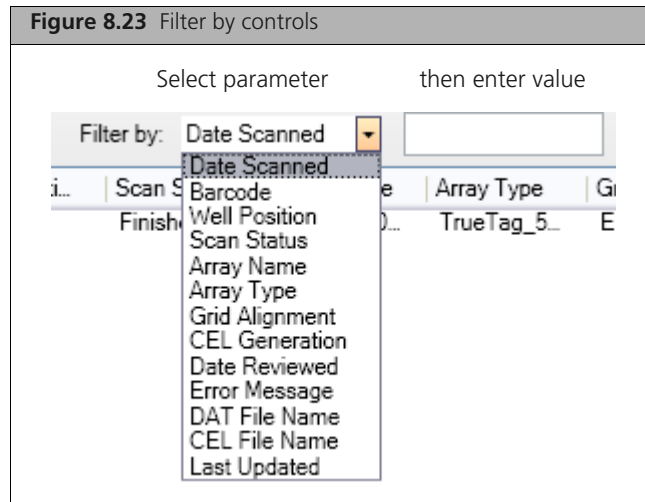 Figure 8.23 Filter by controls
Select parameter then enter value
Filter by: Date Scanned
Date Scanned
Barcode
Well Position
Scan Status
Array Name
Array Type
Grid Alignment
CEL Generation
Date Reviewed
Error Message
DAT File Name
CEL File Name
Last Updated
Scan S e Array Type G
Finish TrueTag_5... E